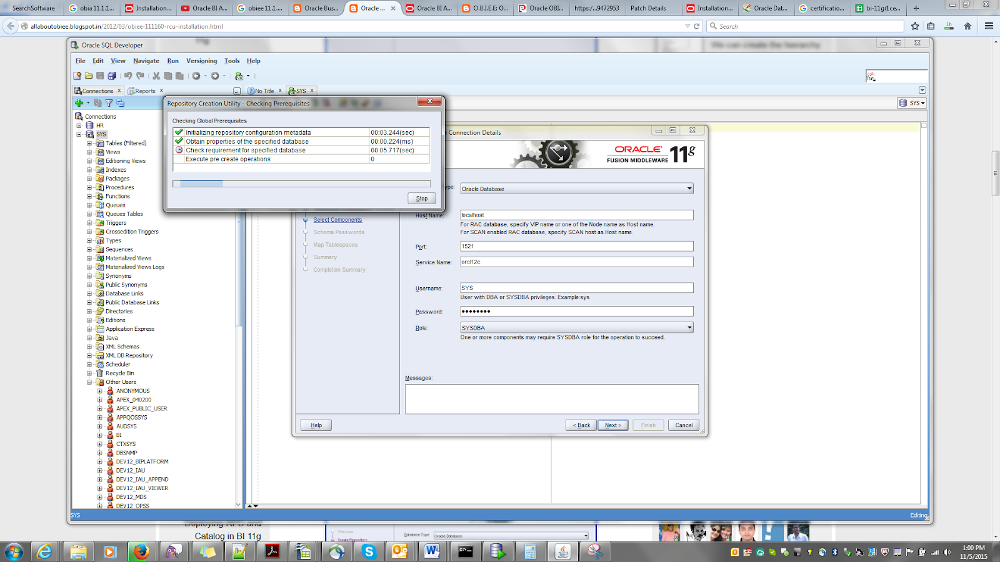 SearchSoftware
obia 11.1.1...
Installation...
Oracle BI A...
obiee 11.1....
Oracle Bus...
Oracle ...
Oracle BI A...
O.B.I.E.E: O...
Oracle OBI...
https:/...9472953
Patch Details
Installation...
Oracle Dat...
certificatio...
bi-11gr1ce...
allaboutobiee.blogspot.in/2012/03/obiee-111160-rcu-installation.html
Search
1h
We can create the hierarchy
Oracle SQL Developer
File Edit View Navigate Run Versioning Tools Help
Connections
Reports
No Title
SYS
SYS
Connections
HR
SYS
Tables (Filtered)
Views
Editioning Views
Indexes
Packages
Procedures
Functions
Queues
Queues Tables
Triggers
Crossedition Triggers
Types
Sequences
Materialized Views
Materialized Views Logs
Synonyms
Public Synonyms
Database Links
Public Database Links
Directories
Editions
Application Express
Java
XML Schemas
XML DB Repository
Scheduler
Recycle Bin
Other Users
ANONYMOUS
APEX_040200
APEX_PUBLIC_USER
APPQOSSYS
AUDSYS
BI
CTXSYS
DBSNMP
DEV12_BIPLATFORM
DEV12_IAU
DEV12_IAU_APPEND
DEV12_IAU_VIEWER
DEV12_MDS
DEV12_OPSS
SYS
Editing
Repository Creation Utility - Checking Prerequisites
Checking Global Prerequisites
Initializing repository configuration metadata 00:03.244(sec)
Obtain properties of the specified database 00:00.224(ms)
Check requirement for specified database 00:05.717(sec)
Execute pre create operations 0
Stop
Connection Details
ORACLE
FUSION MIDDLEWARE 11g
Select Components
Schema Passwords
Map Tablespaces
Summary
Completion Summary
Oracle Database
Host Name: localhost
For RAC database, specify VIP name or one of the Node name as Host name.
For SCAN enabled RAC database, specify SCAN host as Host name.
Port: 1521
Service Name: orcl12c
Username: SYS
User with DBA or SYSDBA privileges. Example:sys
Password: ••••••••
Role: SYSDBA
One or more components may require SYSDBA role for the operation to succeed.
Messages:
Help
< Back
Next >
Finish
Cancel
Deploying RPD and
Catalog in BI 11g
Welcome
Create Repository
Database Type: Oracle Database
1:00 PM
11/5/2015